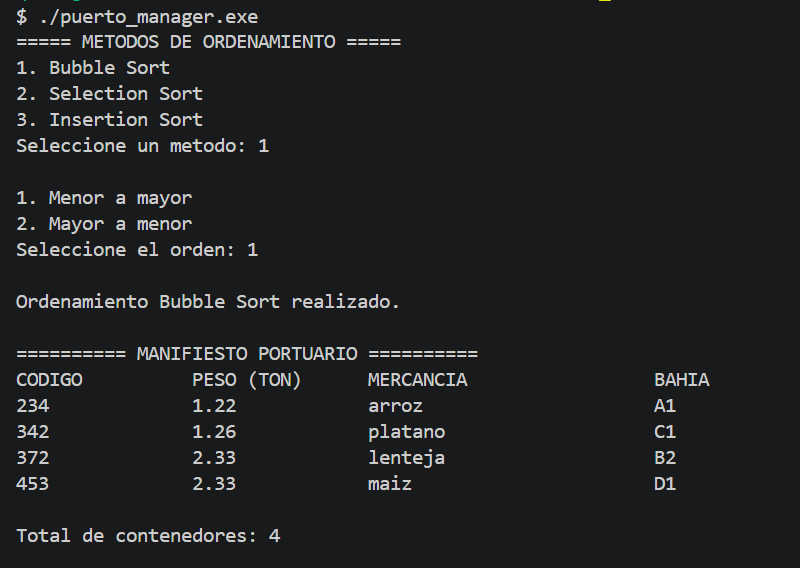 $ ./puerto_manager.exe
===== METODOS DE ORDENAMIENTO =====
1. Bubble Sort
2. Selection Sort
3. Insertion Sort
Seleccione un metodo: 1
1. Menor a mayor
2. Mayor a menor
Seleccione el orden: 1
Ordenamiento Bubble Sort realizado.
========== MANIFIESTO PORTUARIO ==========
CODIGO PESO (TON) MERCANCIA BAHIA
234 1.22 arroz A1
342 1.26 platano C1
372 2.33 lenteja B2
453 2.33 maiz D1
Total de contenedores: 4